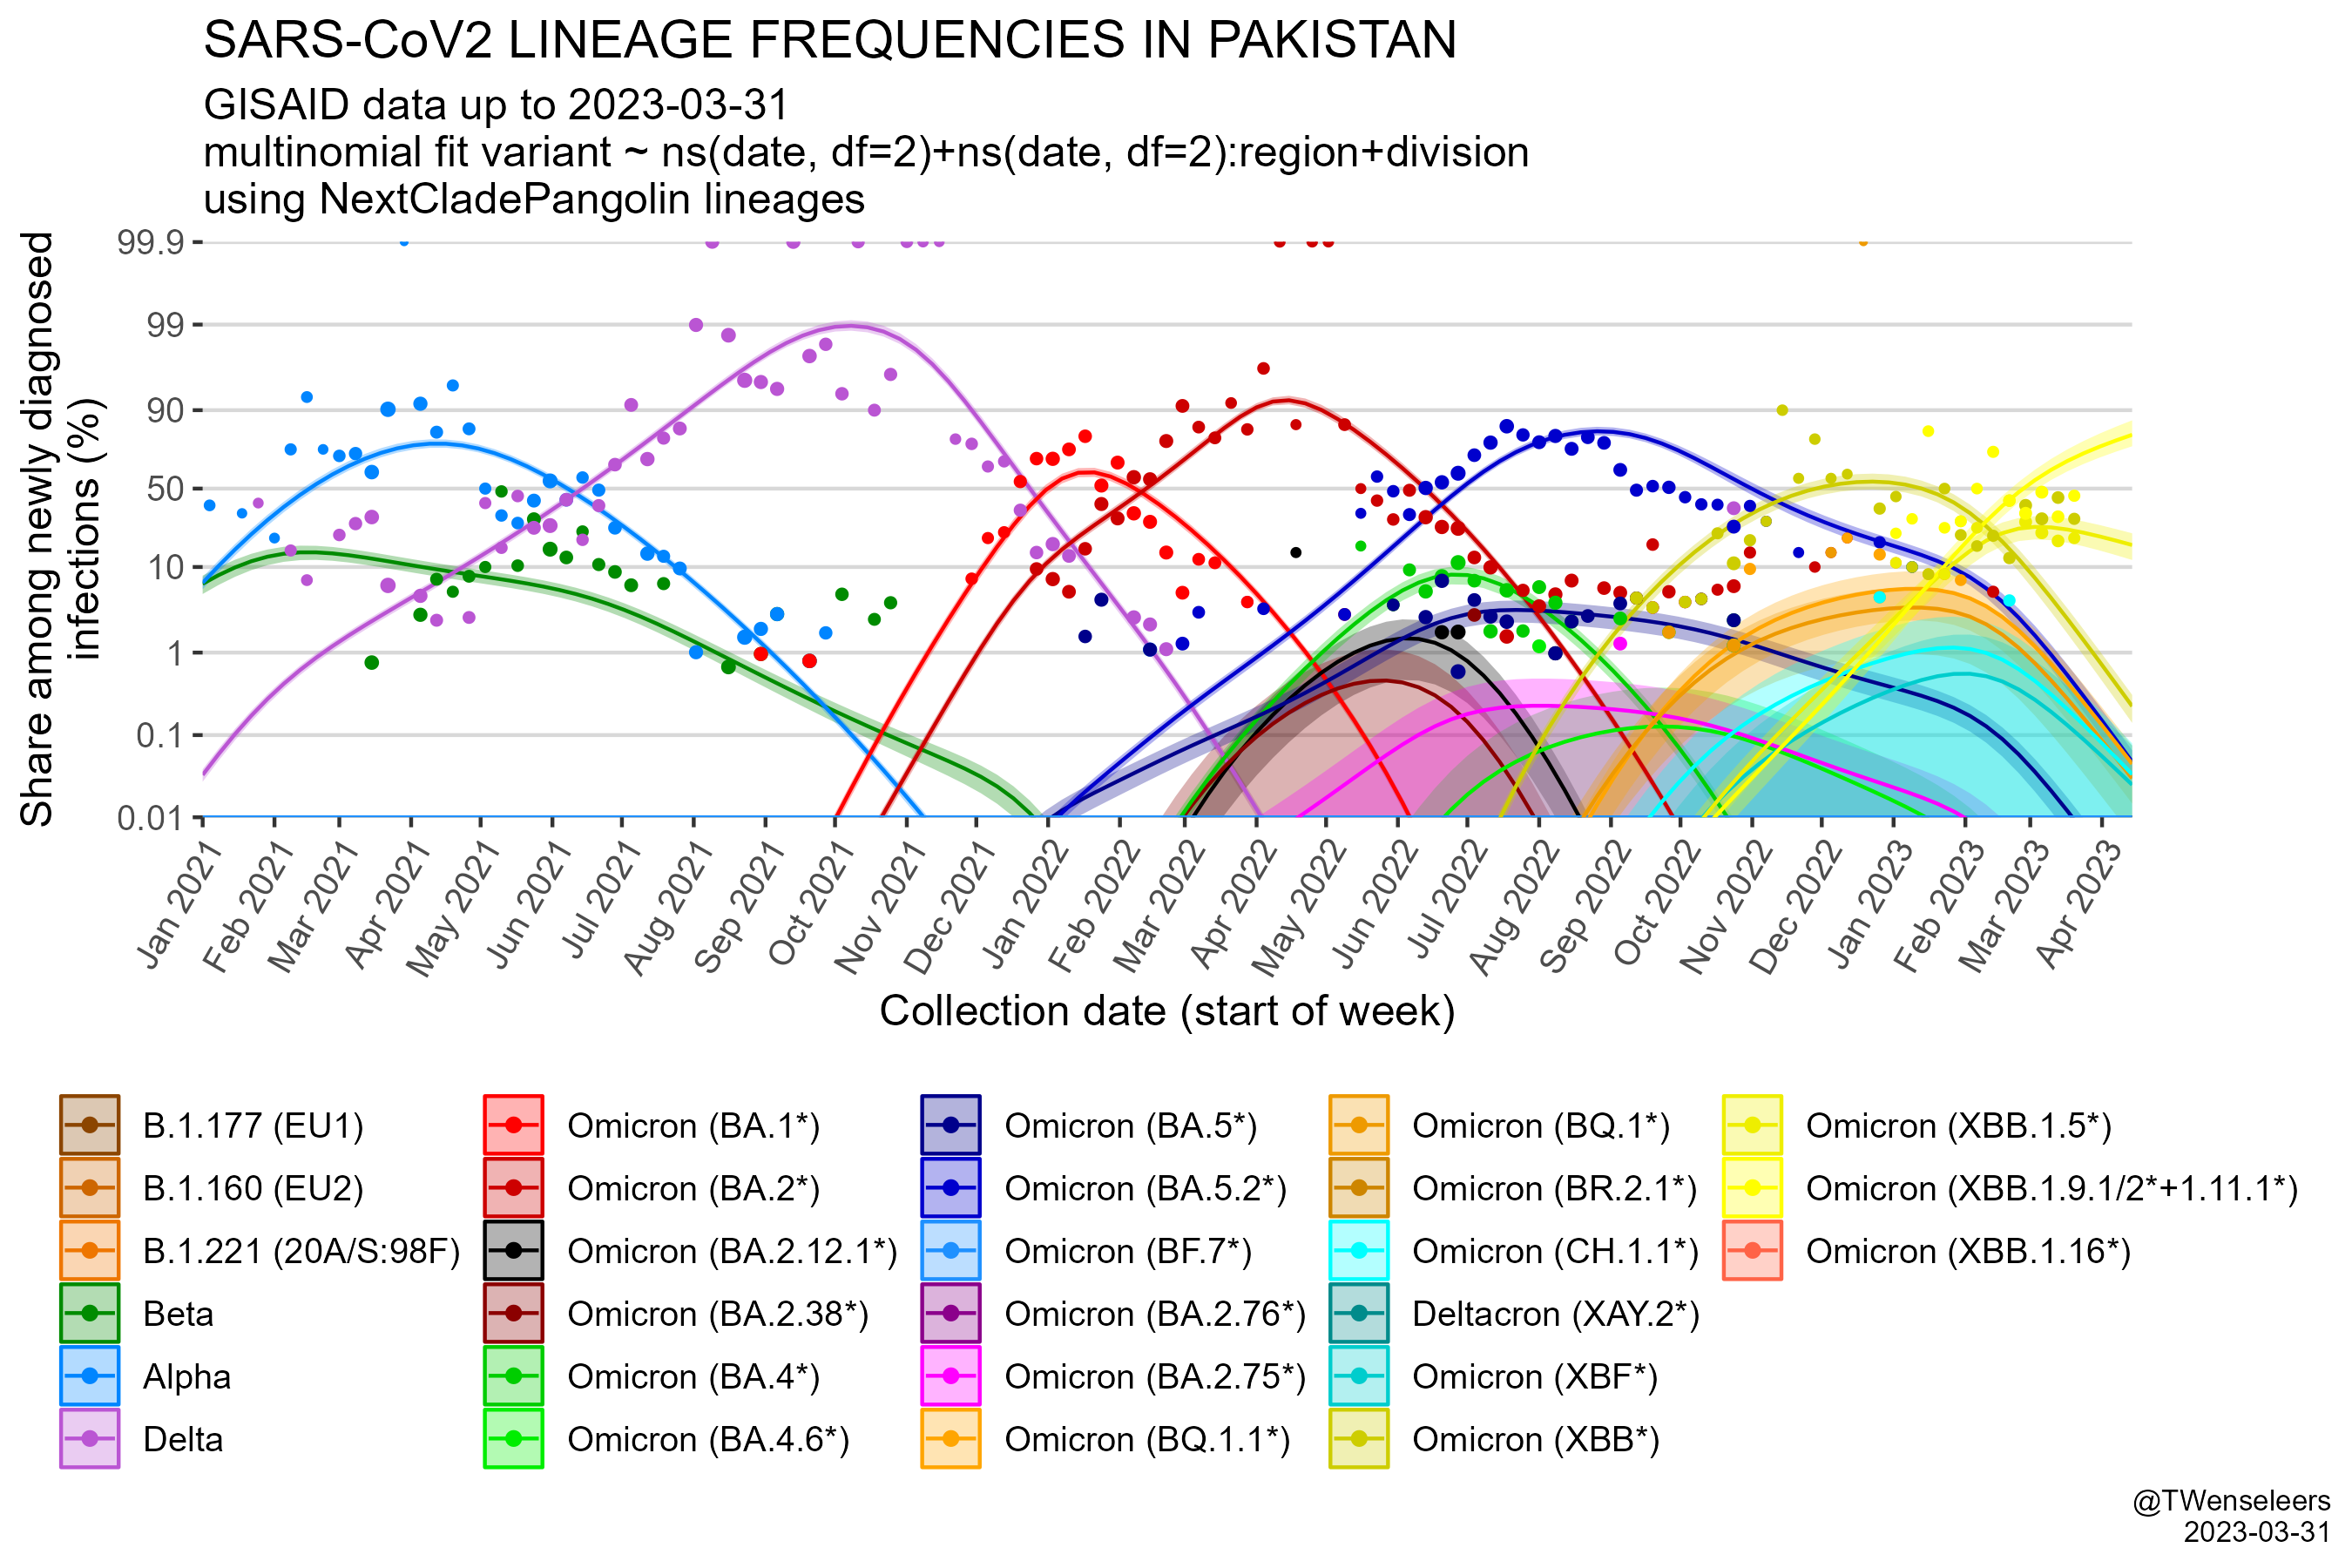 SARS-CoV2 LINEAGE FREQUENCIES IN PAKISTAN
GISAID data up to 2023-03-31
multinomial fit variant ~ ns(date, df=2)+ns(date, df=2):region+division
using NextCladePangolin lineages
Share among newly diagnosed
infections (%)
99.9
99
90
50
10
1
0.1
0.01
Jan 2021
Feb 2021
Mar 2021
Apr 2021
May 2021
Jun 2021
Jul 2021
Aug 2021
Sep 2021
Oct 2021
Nov 2021
Dec 2021
Jan 2022
Feb 2022
Mar 2022
Apr 2022
May 2022
Jun 2022
Jul 2022
Aug 2022
Sep 2022
Oct 2022
Nov 2022
Dec 2022
Jan 2023
Feb 2023
Mar 2023
Apr 2023
Collection date (start of week)
B.1.177 (EU1)
B.1.160 (EU2)
B.1.221 (20A/S:98F)
Beta
Alpha
Delta
Omicron (BA.1*)
Omicron (BA.2*)
Omicron (BA.2.12.1*)
Omicron (BA.2.38*)
Omicron (BA.4*)
Omicron (BA.4.6*)
Omicron (BA.5*)
Omicron (BA.5.2*)
Omicron (BF.7*)
Omicron (BA.2.76*)
Omicron (BA.2.75*)
Omicron (BQ.1.1*)
Omicron (BQ.1*)
Omicron (BR.2.1*)
Omicron (CH.1.1*)
Deltacron (XAY.2*)
Omicron (XBF*)
Omicron (XBB*)
Omicron (XBB.1.5*)
Omicron (XBB.1.9.1/2*+1.11.1*)
Omicron (XBB.1.16*)
@TWenseleers
2023-03-31